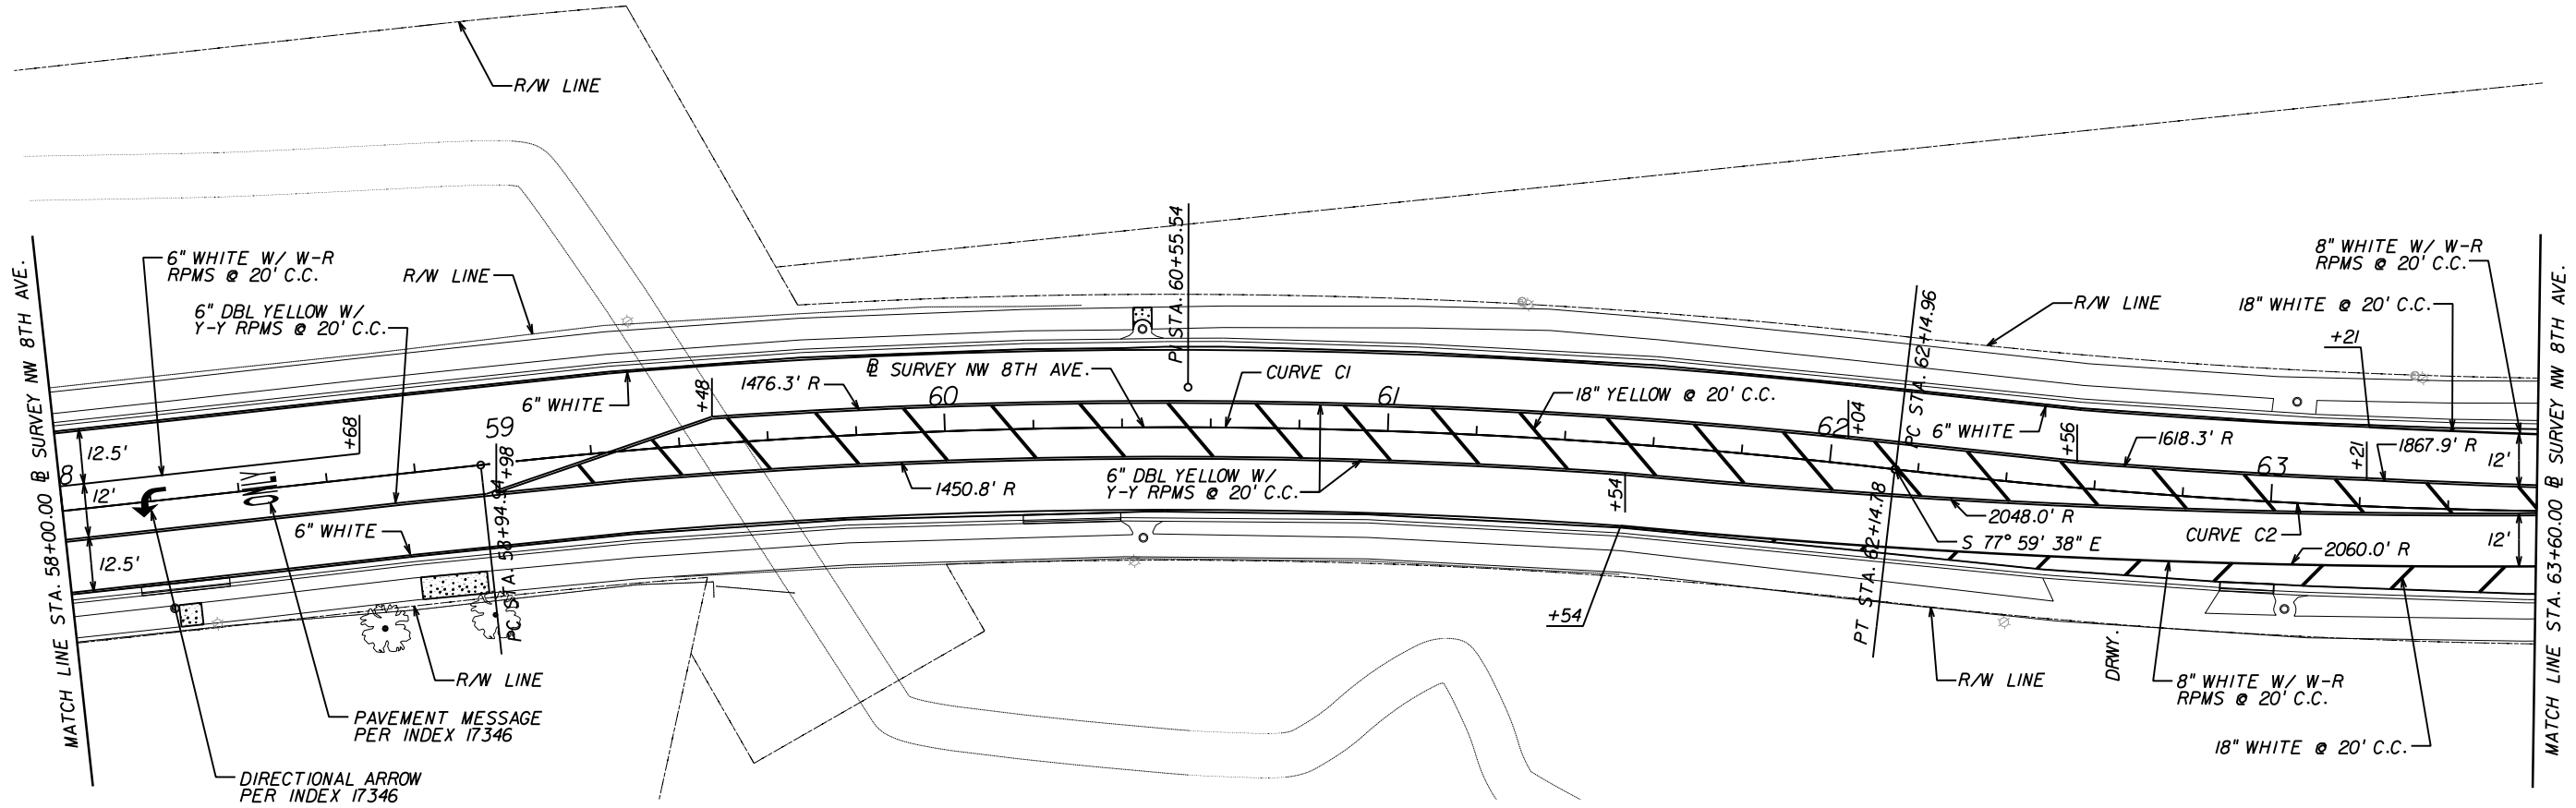 R/W LINE
MATCH LINE STA. 58+00.00 ℄ SURVEY NW 8TH AVE.
6" WHITE W/ W-R
RPMS @ 20' C.C.
R/W LINE
6" DBL YELLOW W/
Y-Y RPMS @ 20' C.C.
12.5'
8
12'
12.5'
ONLY
+68
59
6" WHITE
6" WHITE
PC STA. 58+94.94
+98
+48
1476.3' R
60
℄ SURVEY NW 8TH AVE.
PI STA. 60+55.54
CURVE C1
61
18" YELLOW @ 20' C.C.
1450.8' R
6" DBL YELLOW W/
Y-Y RPMS @ 20' C.C.
+54
+54
62
+04
PC STA. 62+14.96
PT STA. 62+14.78
6" WHITE
+56
1618.3' R
R/W LINE
8" WHITE W/ W-R
RPMS @ 20' C.C.
18" WHITE @ 20' C.C.
+21
+21
1867.9' R
63
12'
12'
2048.0' R
CURVE C2
S 77° 59' 38" E
2060.0' R
R/W LINE
PAVEMENT MESSAGE
PER INDEX 17346
DIRECTIONAL ARROW
PER INDEX 17346
R/W LINE
DRWY.
8" WHITE W/ W-R
RPMS @ 20' C.C.
18" WHITE @ 20' C.C.
MATCH LINE STA. 63+60.00 ℄ SURVEY NW 8TH AVE.